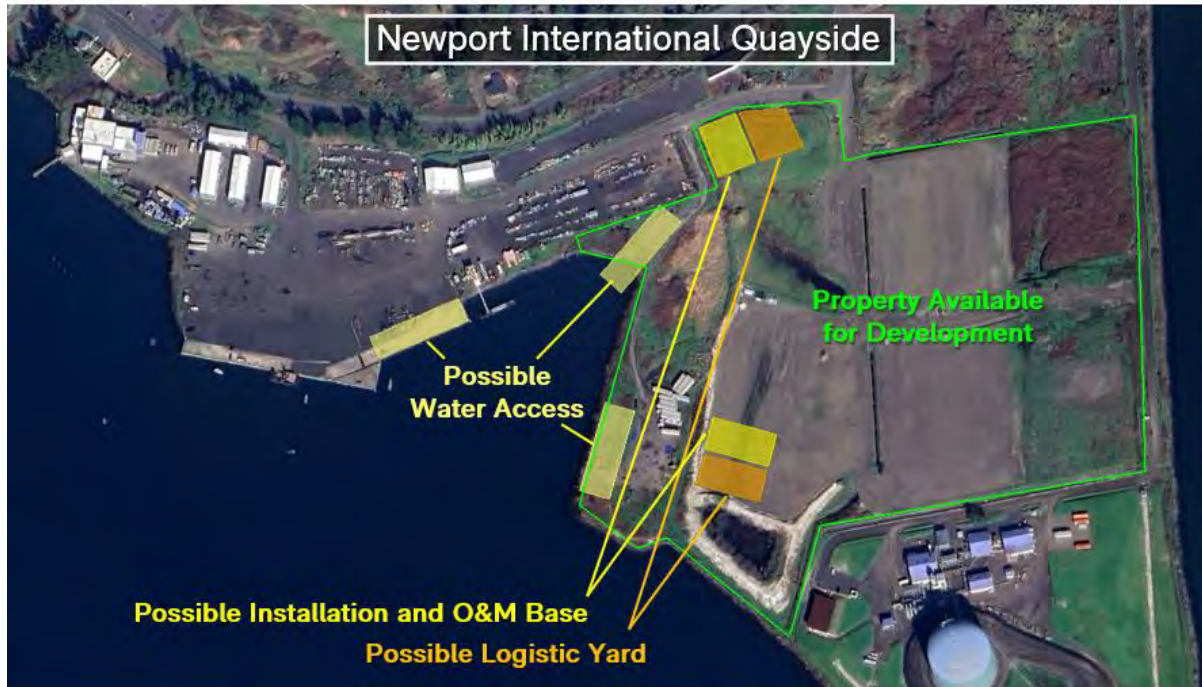 Newport International Quayside
Property Available
for Development
Possible
Water Access
Possible Installation and O&M Base
Possible Logistic Yard